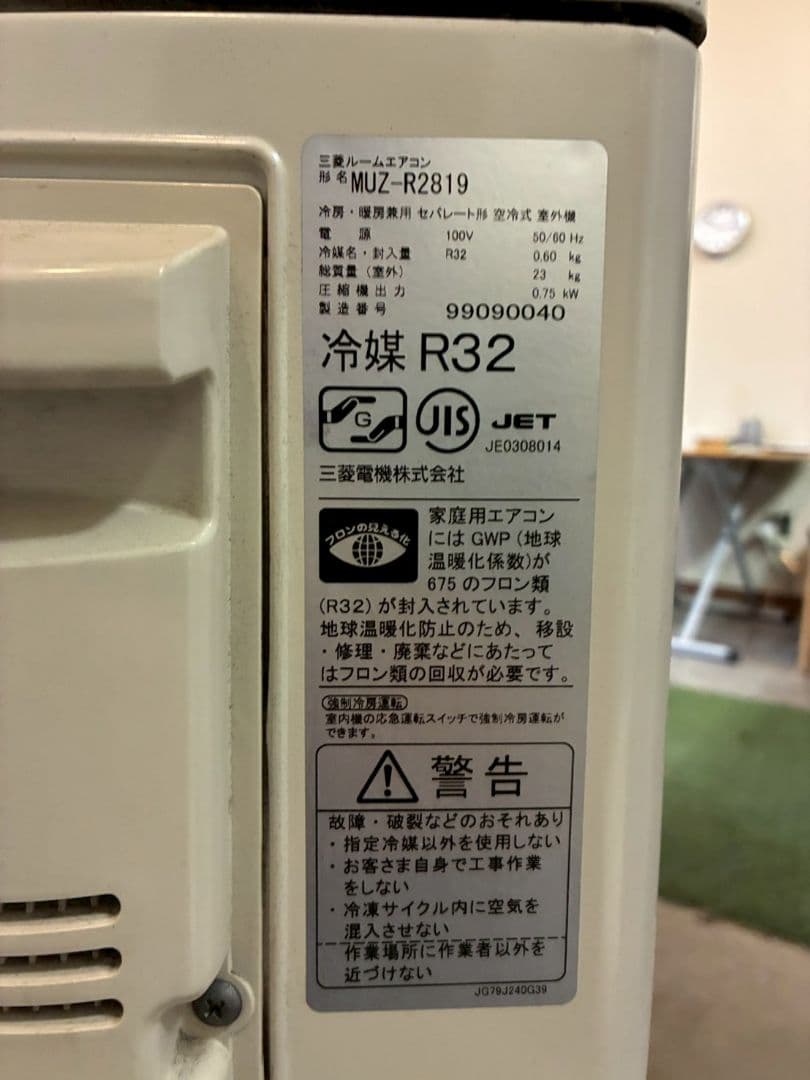 三菱ルームエアコン
形名 MUZ-R2819
冷房・暖房兼用 セパレート形 空冷式 室外機
電源 100V 50/60 Hz
冷媒名・封入量 R32 0.60 kg
総質量(室外) 23 kg
圧縮機出力 0.75 kW
製造番号 99090040
冷媒 R32
G JIS JET
JE0308014
三菱電機株式会社
フロンの見える化
家庭用エアコン
には GWP (地球
温暖化係数)が
675 のフロン類
(R32) が封入されています。
地球温暖化防止のため、移設
・修理・廃棄などにあたって
はフロン類の回収が必要です。
強制冷房運転
室内機の応急運転スイッチで強制冷房運転が
できます。
警告
故障・破裂などのおそれあり
・指定冷媒以外を使用しない
・お客さま自身で工事作業
をしない
・冷凍サイクル内に空気を
混入させない
作業場所に作業者以外を
近づけない
JG79J240G39